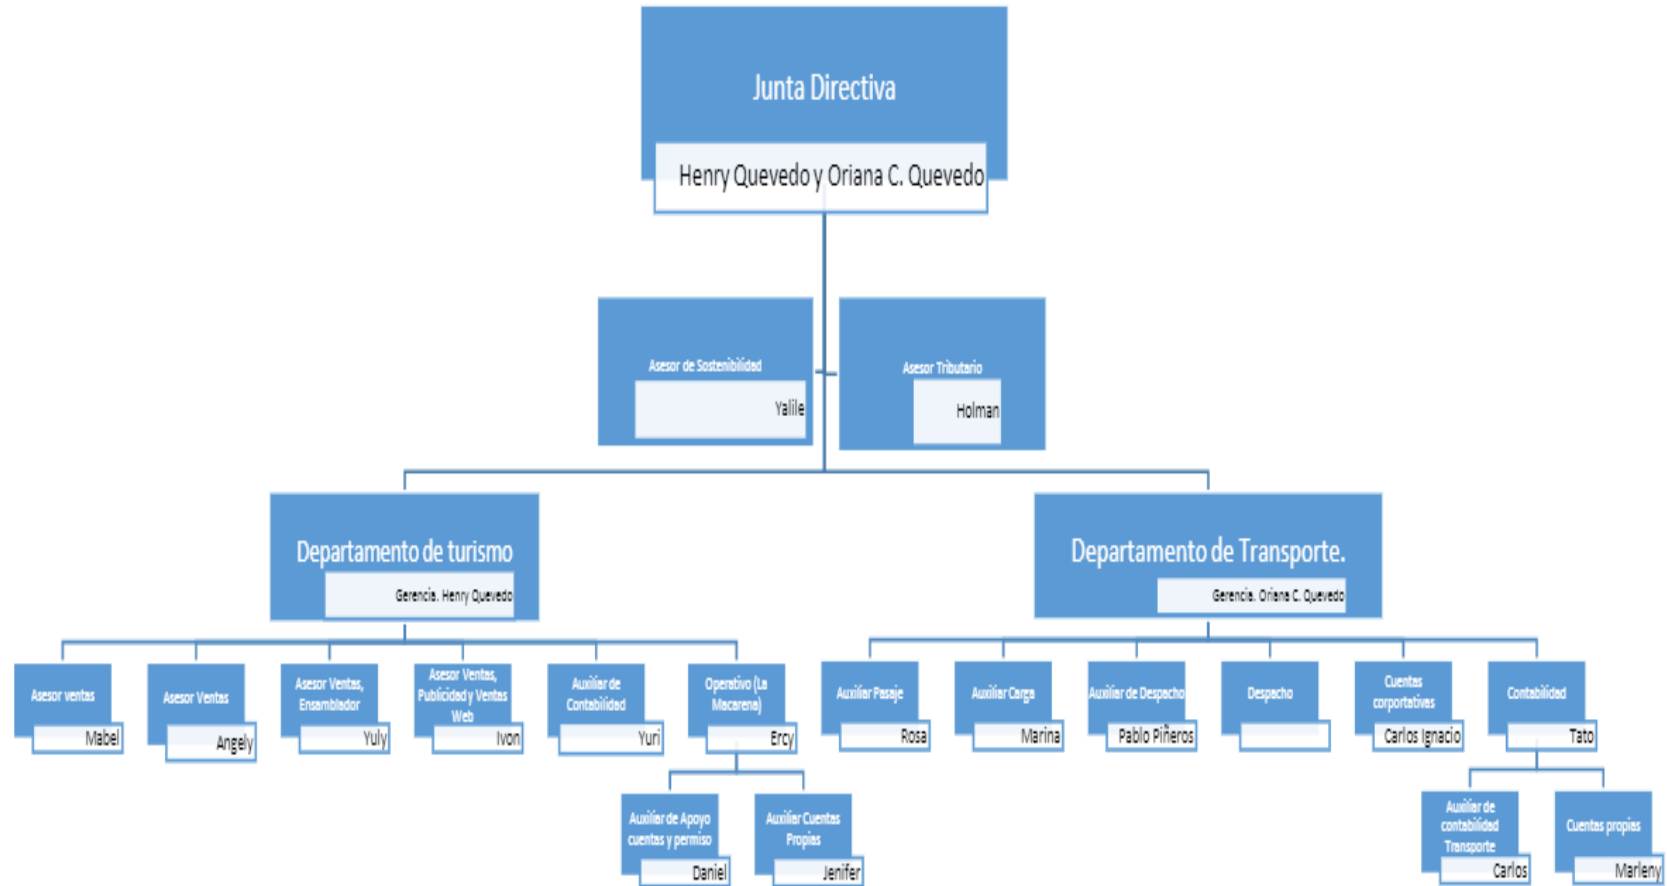 Junta Directiva
Henry Quevedo y Oriana C. Quevedo
Asesor de Sostenibilidad
Yalile
Asesor Tributario
Holman
Departamento de turismo
Gerencia. Henry Quevedo
Departamento de Transporte.
Gerencia. Oriana C. Quevedo
Asesor ventas
Mabel
Asesor Ventas
Angely
Asesor Ventas,
Ensamblador
Yuly
Asesor Ventas,
Publicidad y Ventas
Web
Ivon
Auxiliar de
Contabilidad
Yuri
Operativo (La
Macarena)
Ercy
Auxiliar Pasaje
Rosa
Auxiliar Carga
Marina
Auxiliar de Despacho
Pablo Piñeros
Despacho
Cuentas
corportativas
Carlos Ignacio
Contabilidad
Tato
Auxiliar de Apoyo
cuentas y permiso
Daniel
Auxiliar Cuentas
Propias
Jenifer
Auxiliar de
contabilidad
Transporte
Carlos
Cuentas propias
Marleny